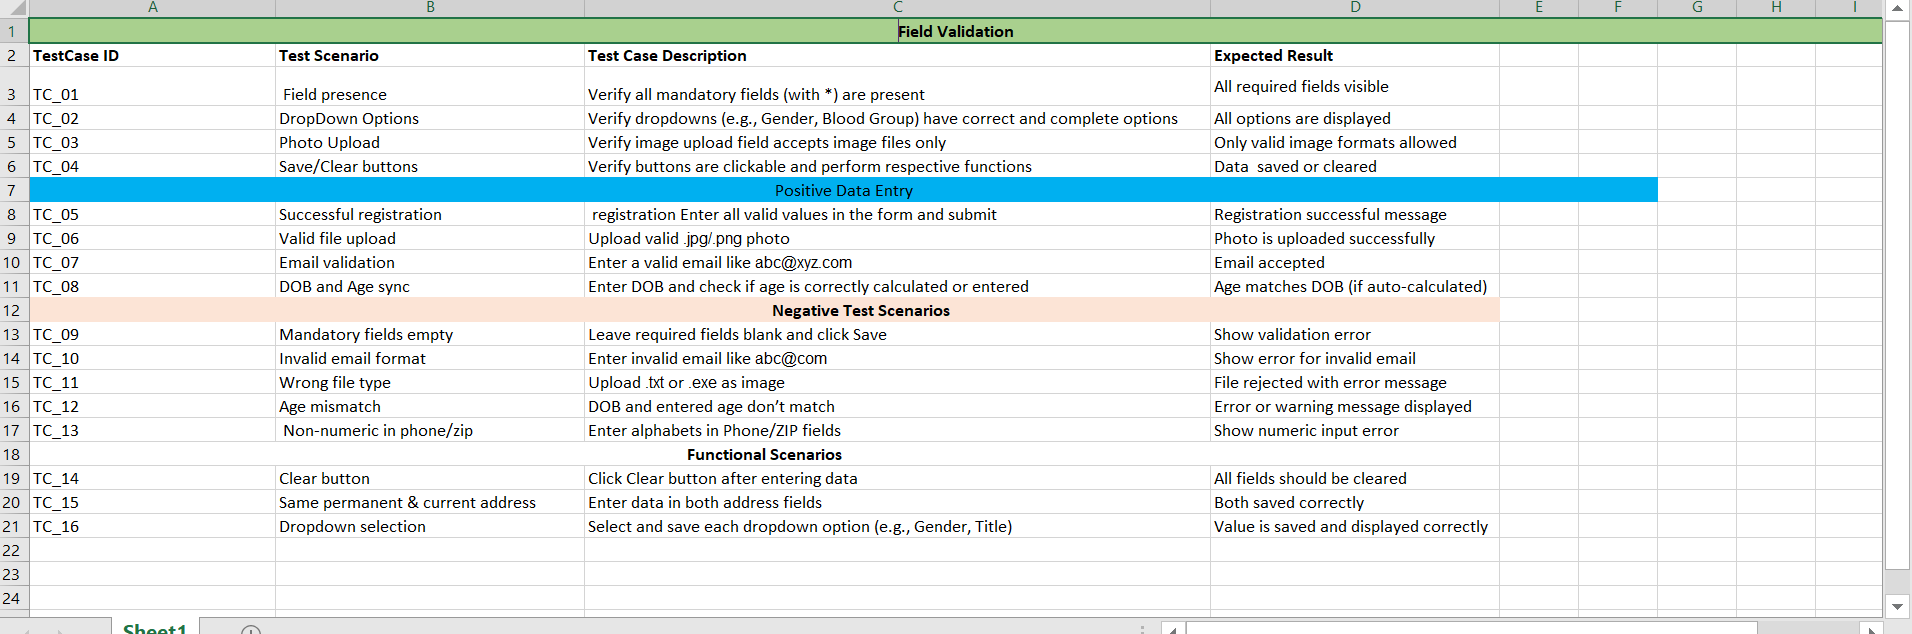 A B C D E F G H I
1 Field Validation
2 TestCase ID Test Scenario Test Case Description Expected Result
3 TC_01 Field presence Verify all mandatory fields (with *) are present All required fields visible
4 TC_02 DropDown Options Verify dropdowns (e.g., Gender, Blood Group) have correct and complete options All options are displayed
5 TC_03 Photo Upload Verify image upload field accepts image files only Only valid image formats allowed
6 TC_04 Save/Clear buttons Verify buttons are clickable and perform respective functions Data  saved or cleared
7 Positive Data Entry
8 TC_05 Successful registration registration Enter all valid values in the form and submit Registration successful message
9 TC_06 Valid file upload Upload valid .jpg/.png photo Photo is uploaded successfully
10 TC_07 Email validation Enter a valid email like abc@xyz.com Email accepted
11 TC_08 DOB and Age sync Enter DOB and check if age is correctly calculated or entered Age matches DOB (if auto-calculated)
12 Negative Test Scenarios
13 TC_09 Mandatory fields empty Leave required fields blank and click Save Show validation error
14 TC_10 Invalid email format Enter invalid email like abc@com Show error for invalid email
15 TC_11 Wrong file type Upload .txt or .exe as image File rejected with error message
16 TC_12 Age mismatch DOB and entered age don’t match Error or warning message displayed
17 TC_13 Non-numeric in phone/zip Enter alphabets in Phone/ZIP fields Show numeric input error
18 Functional Scenarios
19 TC_14 Clear button Click Clear button after entering data All fields should be cleared
20 TC_15 Same permanent & current address Enter data in both address fields Both saved correctly
21 TC_16 Dropdown selection Select and save each dropdown option (e.g., Gender, Title) Value is saved and displayed correctly
22
23
24
Sheet1